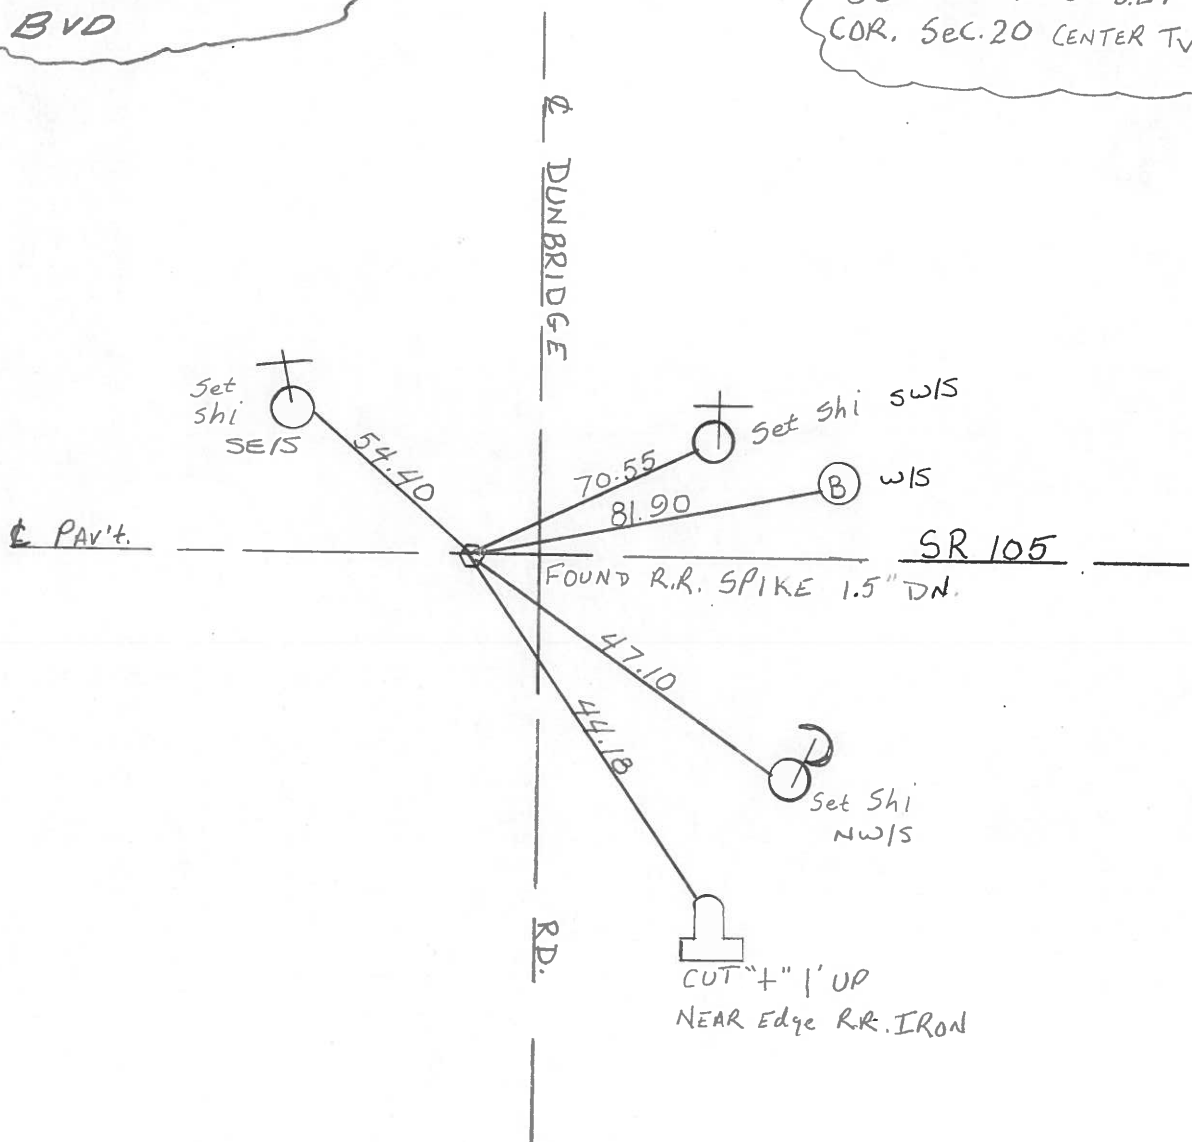 BVD
COR. SEC. 20 CENTER
℄ DUNBRIDGE
Set
Shi
SE/S
54.40
Set Shi SW/S
70.55
B W/S
81.90
℄ PAV't.
SR 105
FOUND R.R. SPIKE 1.5" DN.
47.10
44.18
Set Shi
NW/S
RD.
CUT "+" 1' UP
NEAR Edge R.R. IRON